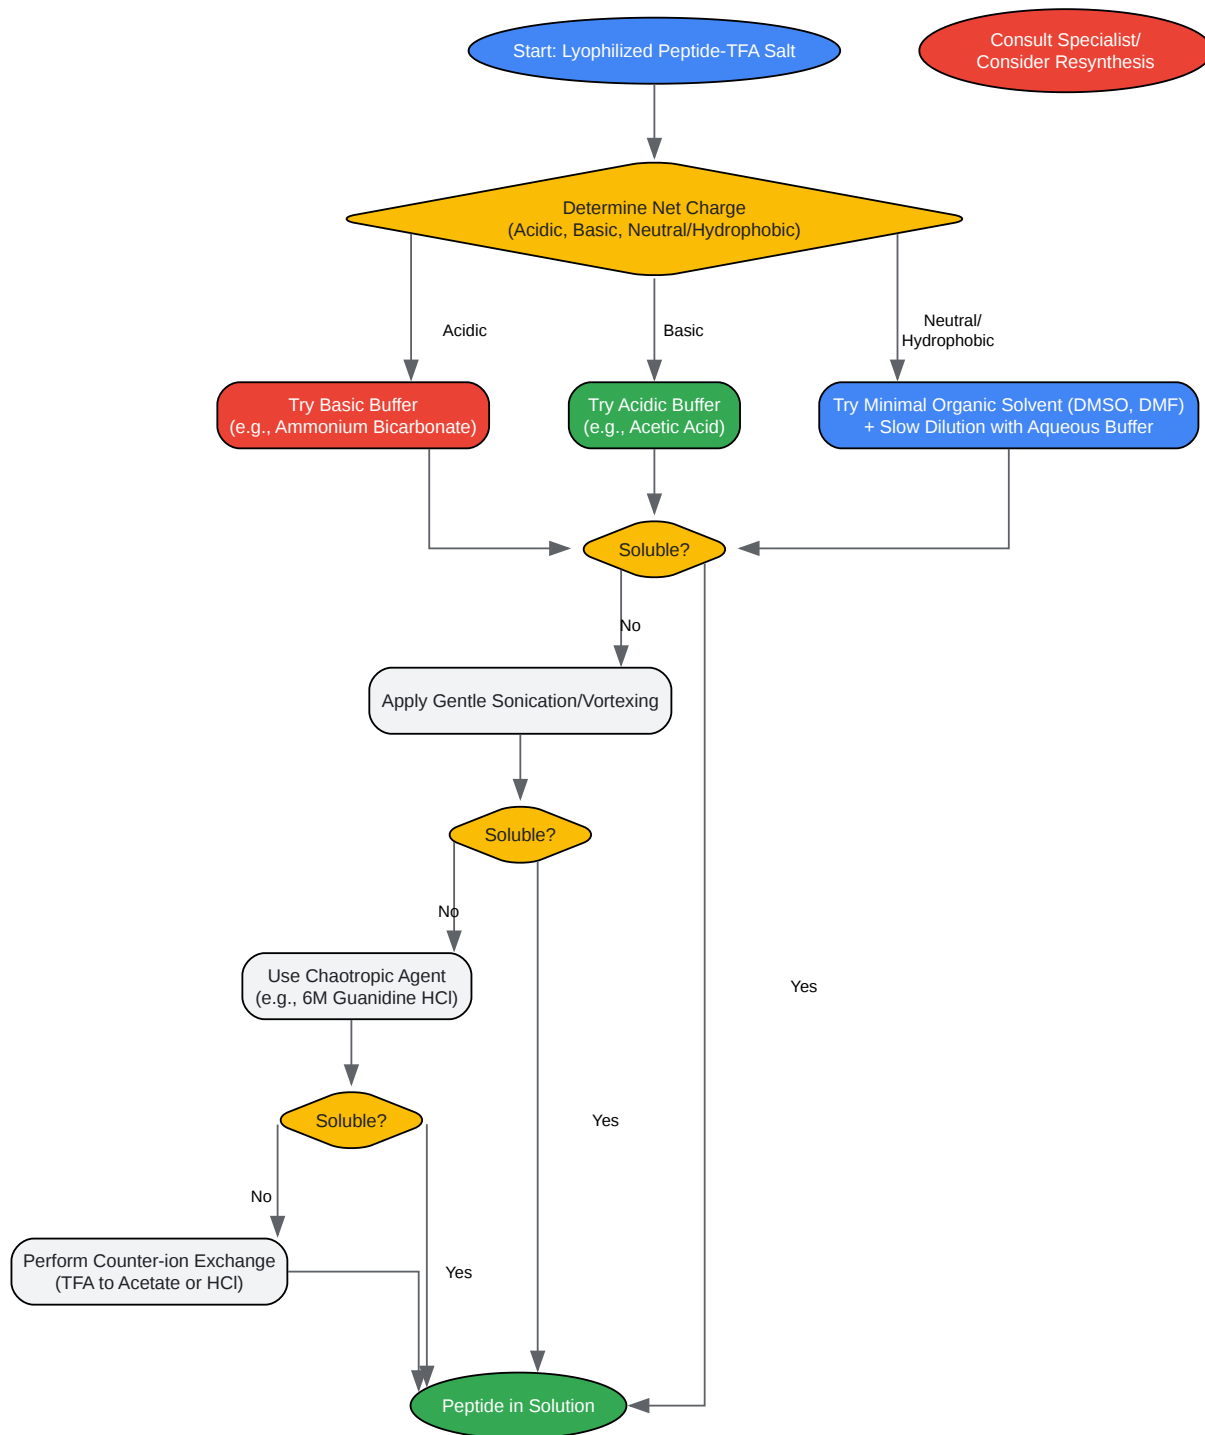 Start: Lyophilized Peptide-TFA Salt
Consult Specialist/
Consider Resynthesis
Determine Net Charge
(Acidic, Basic, Neutral/Hydrophobic)
Acidic
Basic
Neutral/
Hydrophobic
Try Basic Buffer
(e.g., Ammonium Bicarbonate)
Try Acidic Buffer
(e.g., Acetic Acid)
Try Minimal Organic Solvent (DMSO, DMF)
+ Slow Dilution with Aqueous Buffer
Soluble?
No
Apply Gentle Sonication/Vortexing
Soluble?
No
Use Chaotropic Agent
(e.g., 6M Guanidine HCl)
Yes
Soluble?
Yes
No
Perform Counter-ion Exchange
(TFA to Acetate or HCl)
Yes
Peptide in Solution